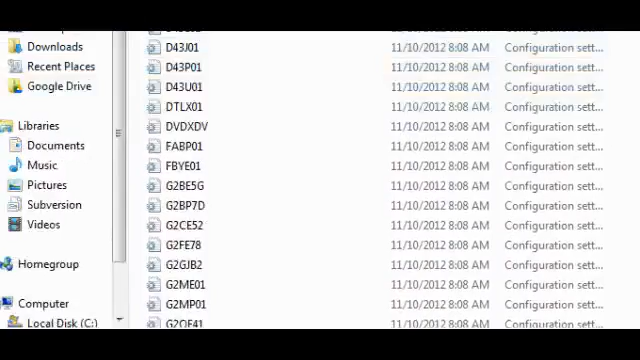 Downloads D43J01 11/10/2012 8:08 AM Configuration sett...
Recent Places D43P01 11/10/2012 8:08 AM Configuration sett...
Google Drive D43U01 11/10/2012 8:08 AM Configuration sett...
DTLX01 11/10/2012 8:08 AM Configuration sett...
Libraries DVDXDV 11/10/2012 8:08 AM Configuration sett...
Documents FABP01 11/10/2012 8:08 AM Configuration sett...
Music FBYE01 11/10/2012 8:08 AM Configuration sett...
Pictures G2BE5G 11/10/2012 8:08 AM Configuration sett...
Subversion G2BP7D 11/10/2012 8:08 AM Configuration sett...
Videos G2CE52 11/10/2012 8:08 AM Configuration sett...
G2FE78 11/10/2012 8:08 AM Configuration sett...
Homegroup G2GJB2 11/10/2012 8:08 AM Configuration sett...
G2ME01 11/10/2012 8:08 AM Configuration sett...
Computer G2MP01 11/10/2012 8:08 AM Configuration sett...
Local Disk (C:) 11/10/2012 8:08 AM Configuration sett...